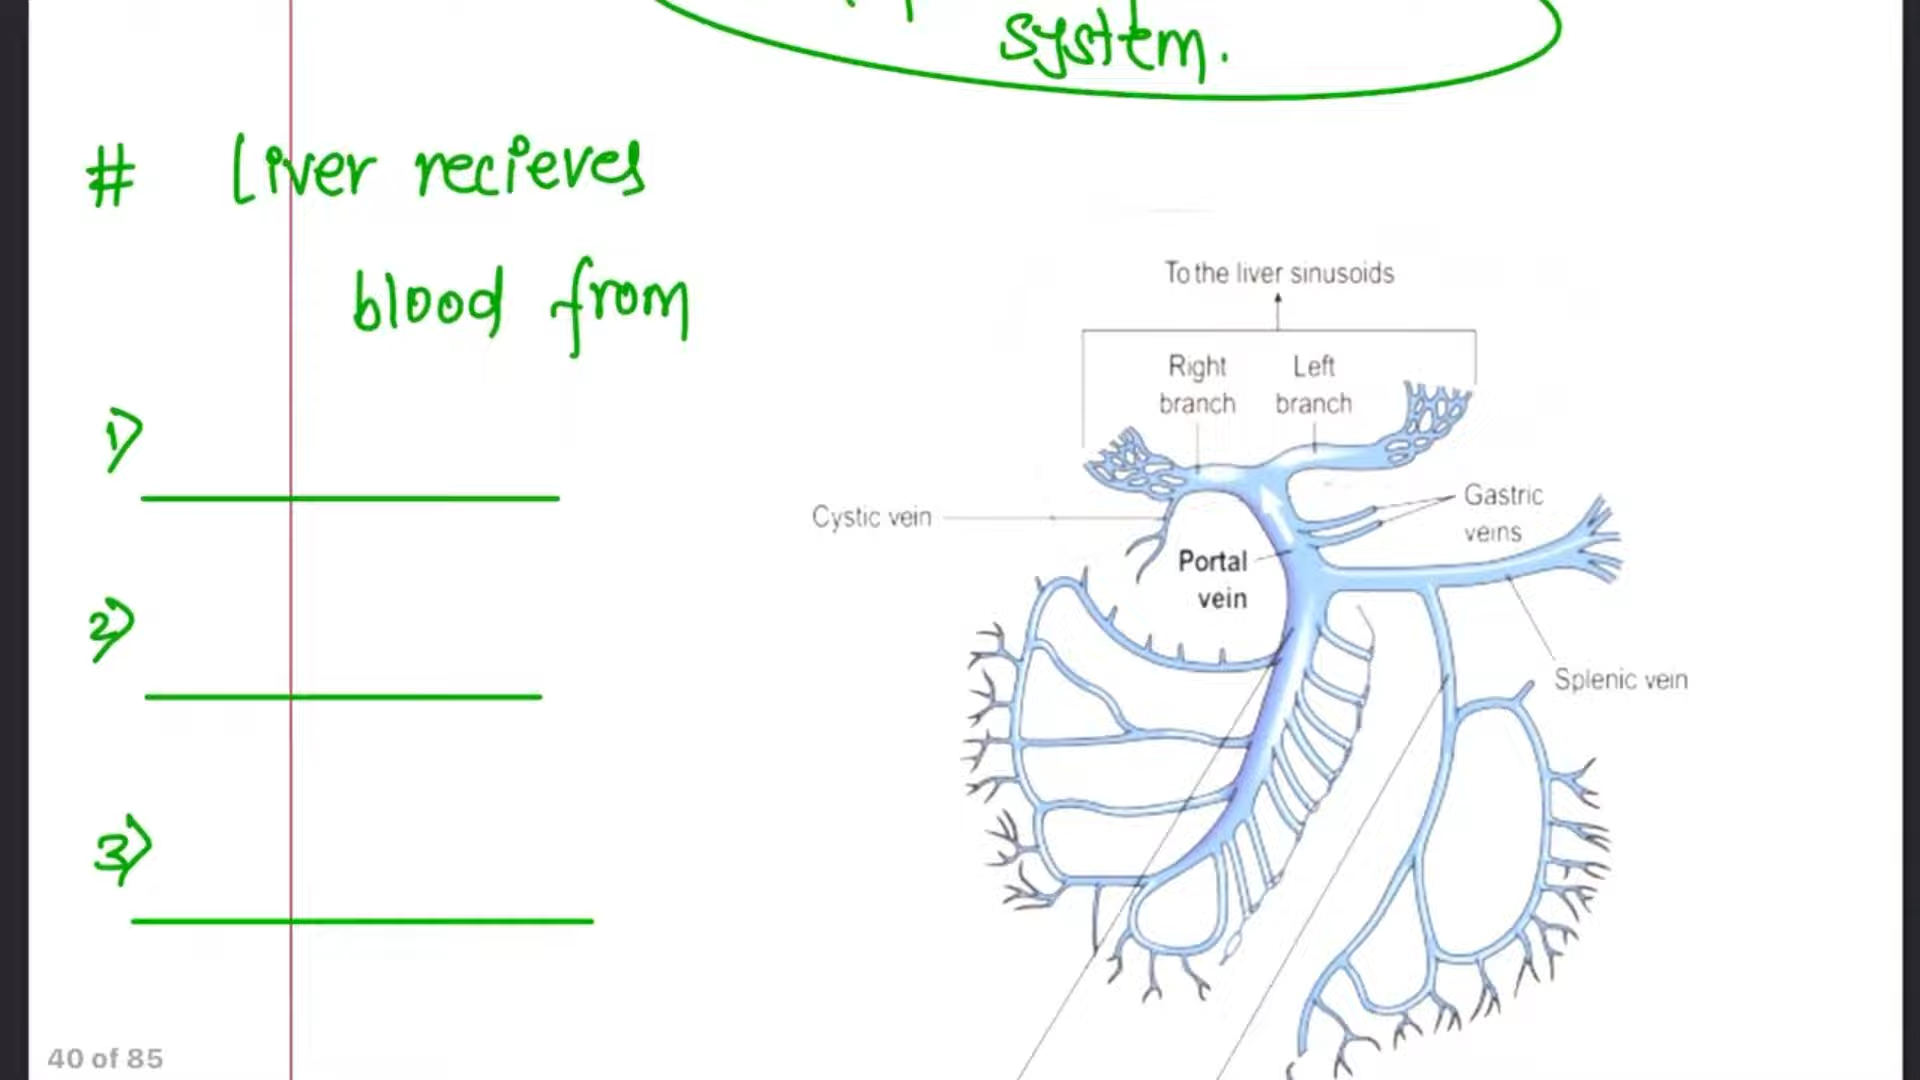 system.
# Liver recieves
blood from
1)
2)
3)
To the liver sinusoids
Right branch
Left branch
Cystic vein
Gastric veins
Portal vein
Splenic vein
40 of 85